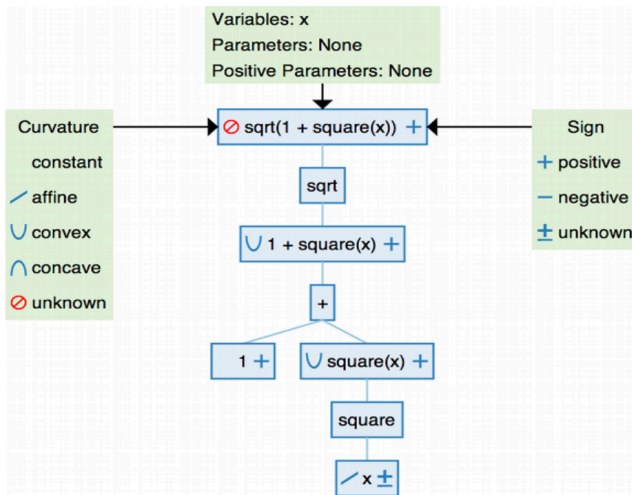 Variables: x
Parameters: None
Positive Parameters: None
Curvature
constant
affine
convex
concave
unknown
sqrt(1 + square(x)) +
Sign
+ positive
− negative
± unknown
sqrt
1 + square(x) +
+
1 +
square(x) +
square
x ±